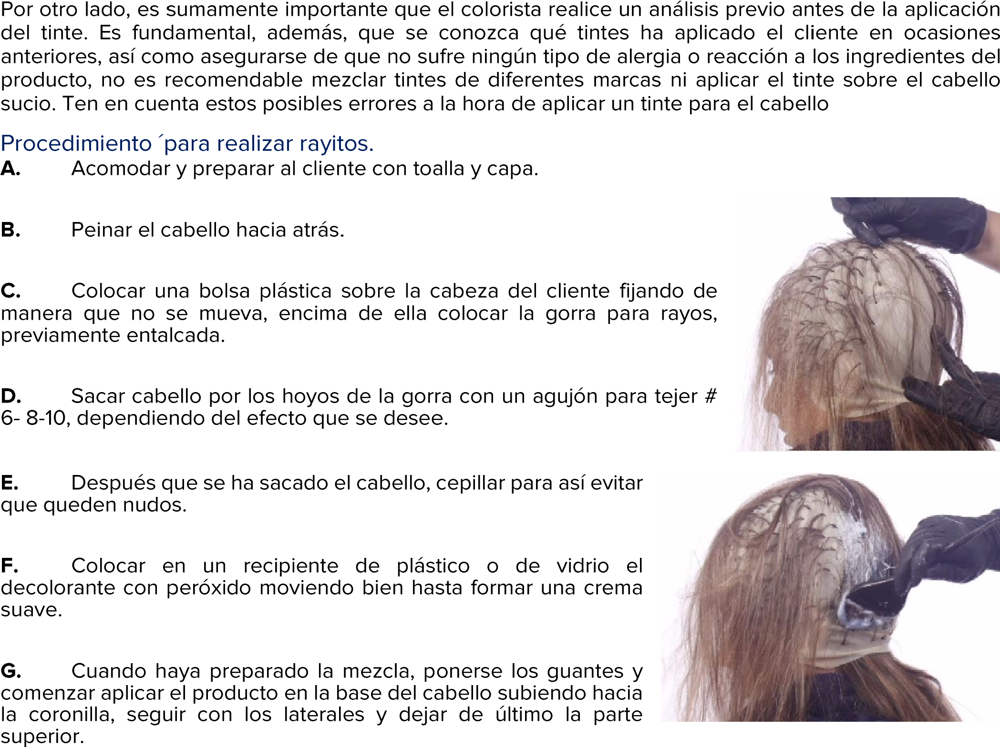 Por otro lado, es sumamente importante que el colorista realice un análisis previo antes de la aplicación
del tinte. Es fundamental, además, que se conozca qué tintes ha aplicado el cliente en ocasiones
anteriores, así como asegurarse de que no sufre ningún tipo de alergia o reacción a los ingredientes del
producto, no es recomendable mezclar tintes de diferentes marcas ni aplicar el tinte sobre el cabello
sucio. Ten en cuenta estos posibles errores a la hora de aplicar un tinte para el cabello
Procedimiento ´para realizar rayitos.
A. Acomodar y preparar al cliente con toalla y capa.
B. Peinar el cabello hacia atrás.
C. Colocar una bolsa plástica sobre la cabeza del cliente fijando de
manera que no se mueva, encima de ella colocar la gorra para rayos,
previamente entalcada.
D. Sacar cabello por los hoyos de la gorra con un agujón para tejer #
6- 8-10, dependiendo del efecto que se desee.
E. Después que se ha sacado el cabello, cepillar para así evitar
que queden nudos.
F. Colocar en un recipiente de plástico o de vidrio el
decolorante con peróxido moviendo bien hasta formar una crema
suave.
G. Cuando haya preparado la mezcla, ponerse los guantes y
comenzar aplicar el producto en la base del cabello subiendo hacia
la coronilla, seguir con los laterales y dejar de último la parte
superior.